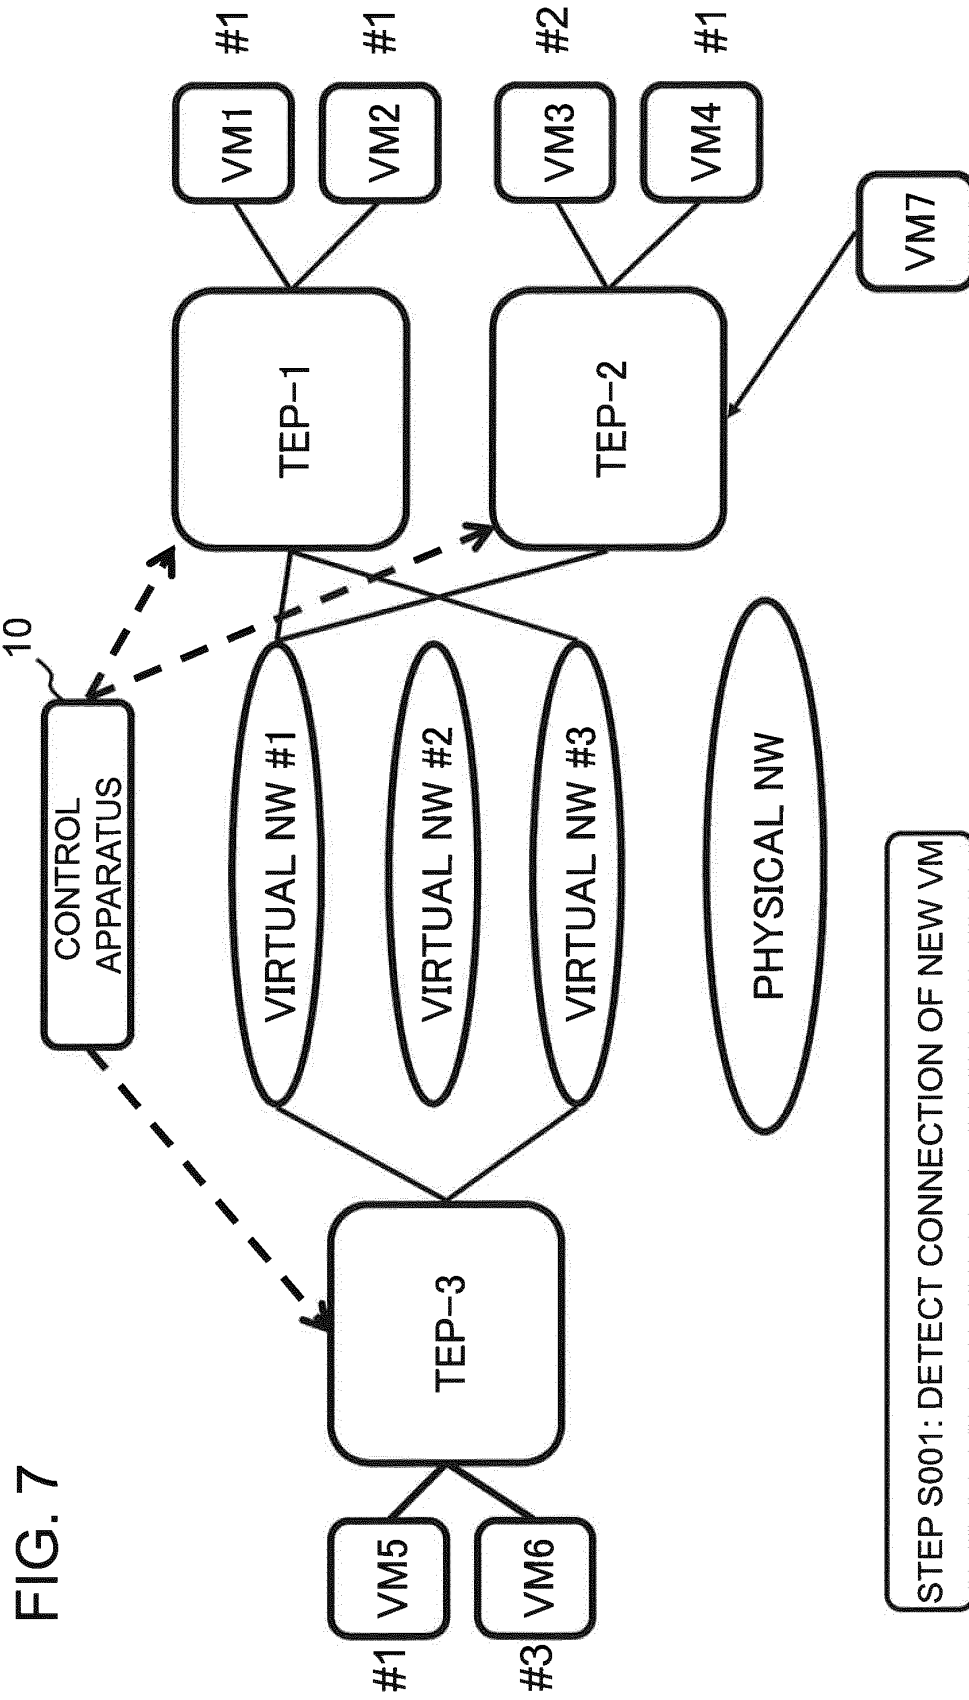 FIG. 7
10
CONTROL
APPARATUS
#1
VM5
#3
VM6
TEP-3
VIRTUAL NW #1
VIRTUAL NW #2
VIRTUAL NW #3
PHYSICAL NW
TEP-1
TEP-2
VM1
#1
VM2
#1
VM3
#2
VM4
#1
VM7
STEP S001: DETECT CONNECTION OF NEW VM